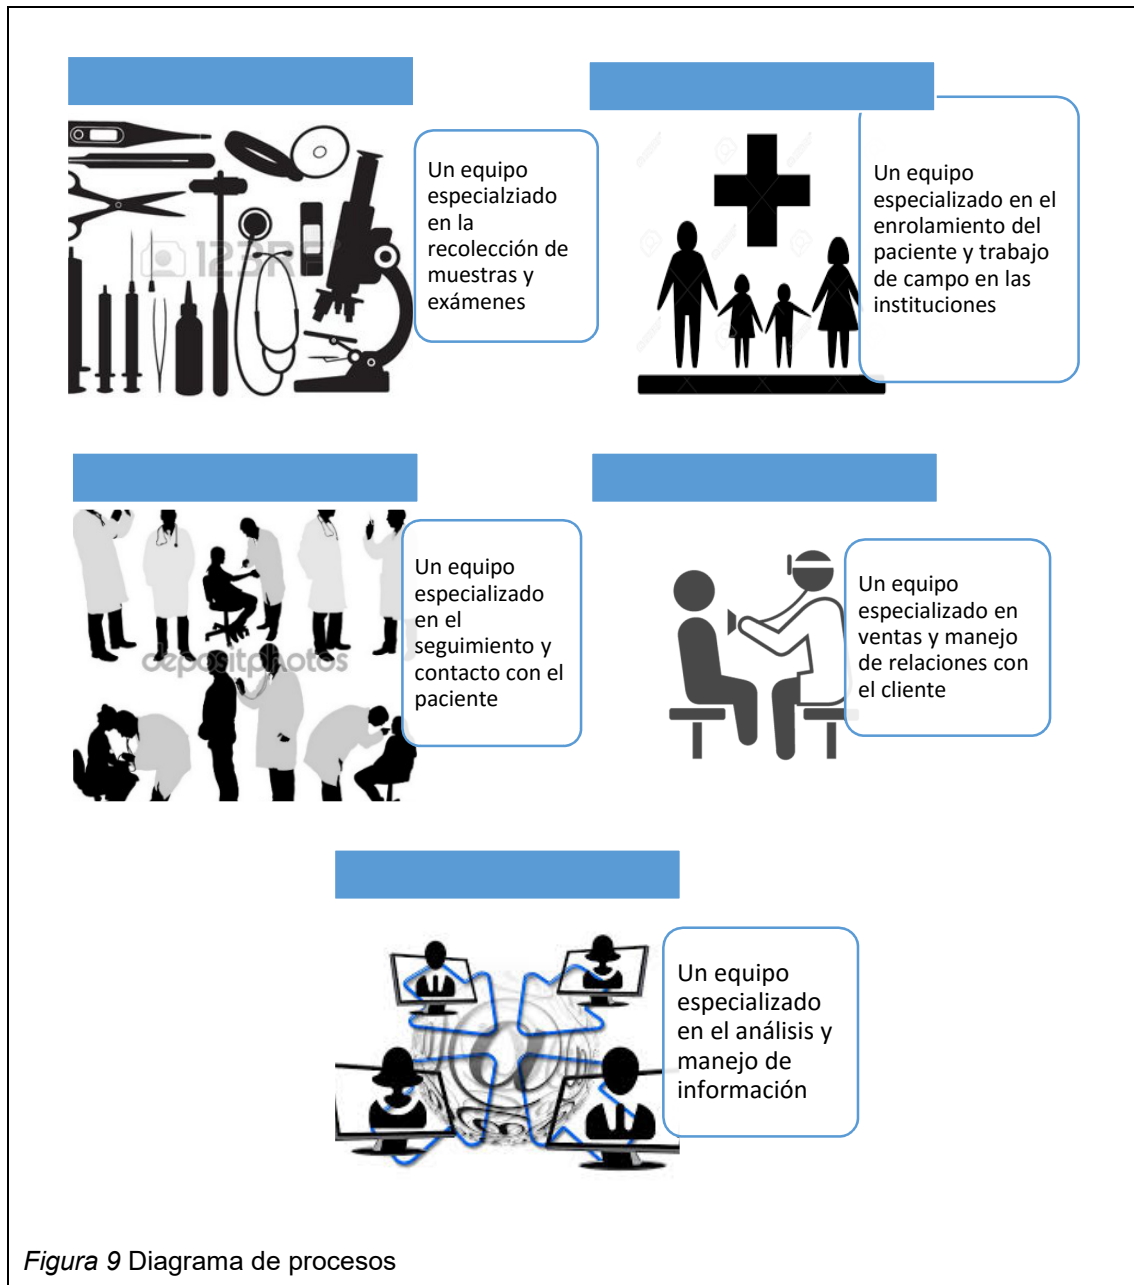 Un equipo
especialziado
en la
recolección de
muestras y
exámenes
123RF
Un equipo
especializado en el
enrolamiento del
paciente y trabajo
de campo en las
instituciones
Un equipo
especializado
en el
seguimiento y
contacto con el
paciente
depositphotos
Un equipo
especializado en
ventas y manejo
de relaciones con
el cliente
Un equipo
especializado
en el análisis y
manejo de
información
Figura 9 Diagrama de procesos